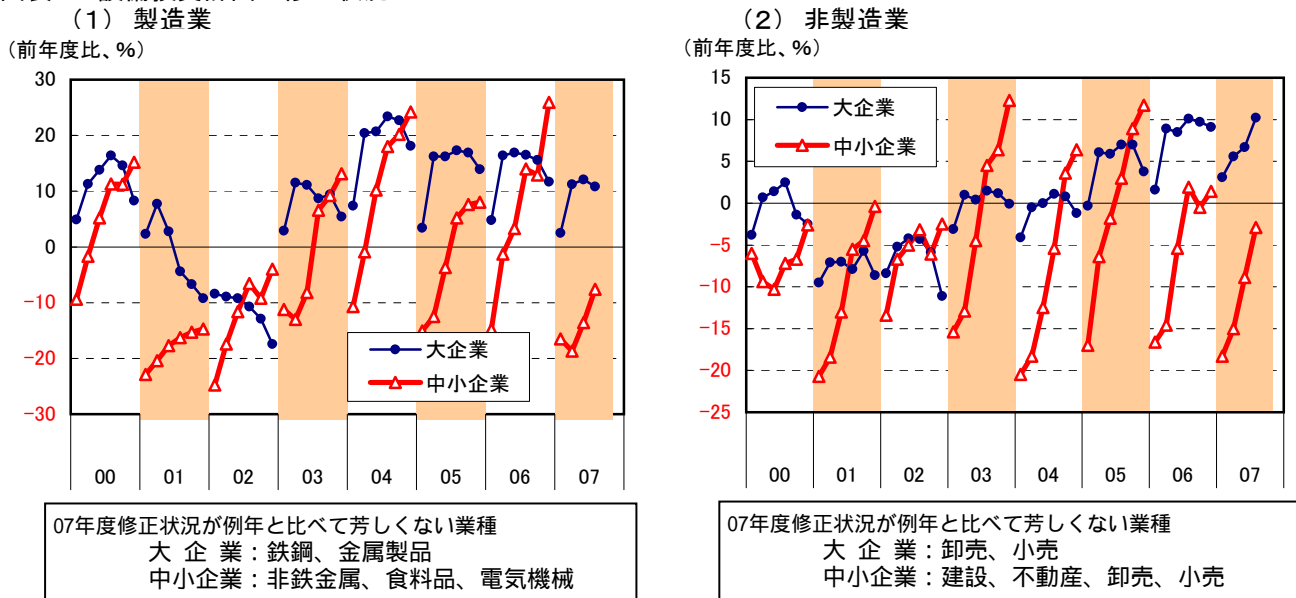 （1）製造業
（前年度比、%）
30
20
10
0
-10
-20
-30
大企業
中小企業
00 01 02 03 04 05 06 07
07年度修正状況が例年と比べて芳しくない業種
大 企 業：鉄鋼、金属製品
中小企業：非鉄金属、食料品、電気機械
（2）非製造業
（前年度比、%）
15
10
5
0
-5
-10
-15
-20
-25
大企業
中小企業
00 01 02 03 04 05 06 07
07年度修正状況が例年と比べて芳しくない業種
大 企 業：卸売、小売
中小企業：建設、不動産、卸売、小売